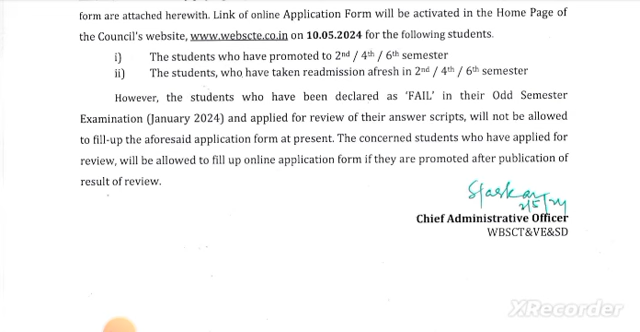 form are attached herewith. Link of online Application Form will be activated in the Home Page of
the Council's website, www.webscte.co.in on 10.05.2024 for the following students.
i) The students who have promoted to 2nd / 4th / 6th semester
ii) The students, who have taken readmission afresh in 2nd / 4th / 6th semester
However, the students who have been declared as 'FAIL' in their Odd Semester
Examination (January 2024) and applied for review of their answer scripts, will not be allowed
to fill-up the aforesaid application form at present. The concerned students who have applied for
review, will be allowed to fill up online application form if they are promoted after publication of
result of review.
2/5/24
Chief Administrative Officer
WBSCT&VE&SD
XRecorder